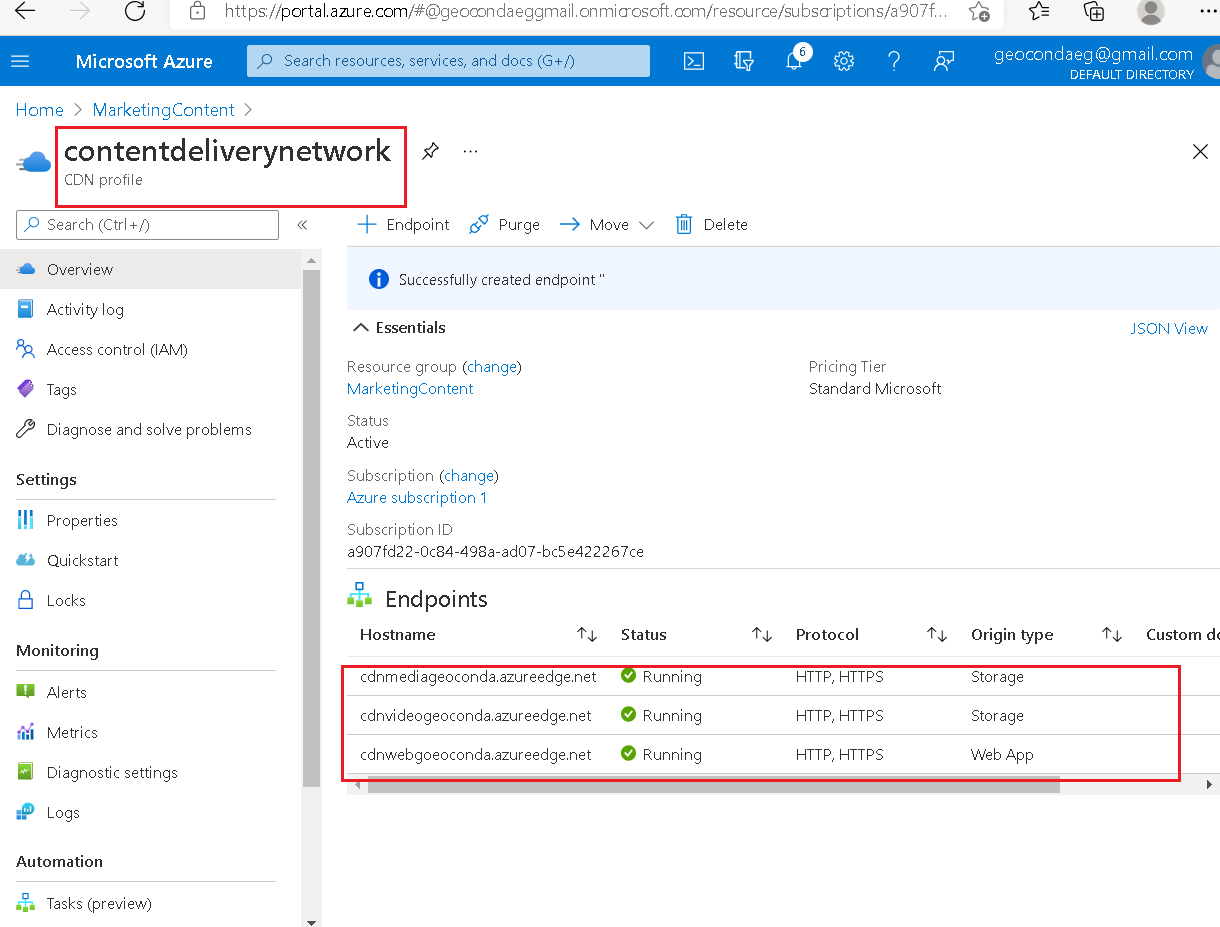 https://portal.azure.com/#@geocondaeggmail.onmicrosoft.com/resource/subscriptions/a907f...
Microsoft Azure
Search resources, services, and docs (G+/)
6
geocondaeg@gmail.com
DEFAULT DIRECTORY
Home > MarketingContent >
contentdeliverynetwork
CDN profile
Search (Ctrl+/)
«
Overview
Activity log
Access control (IAM)
Tags
Diagnose and solve problems
Settings
Properties
Quickstart
Locks
Monitoring
Alerts
Metrics
Diagnostic settings
Logs
Automation
Tasks (preview)
Endpoint Purge Move Delete
Successfully created endpoint ''
Essentials
JSON View
Resource group (change)
MarketingContent
Pricing Tier
Standard Microsoft
Status
Active
Subscription (change)
Azure subscription 1
Subscription ID
a907fd22-0c84-498a-ad07-bc5e422267ce
Endpoints
Hostname Status Protocol Origin type Custom do
cdnmediageoconda.azureedge.net Running HTTP, HTTPS Storage
cdnvideogeoconda.azureedge.net Running HTTP, HTTPS Storage
cdnwebgoeoconda.azureedge.net Running HTTP, HTTPS Web App